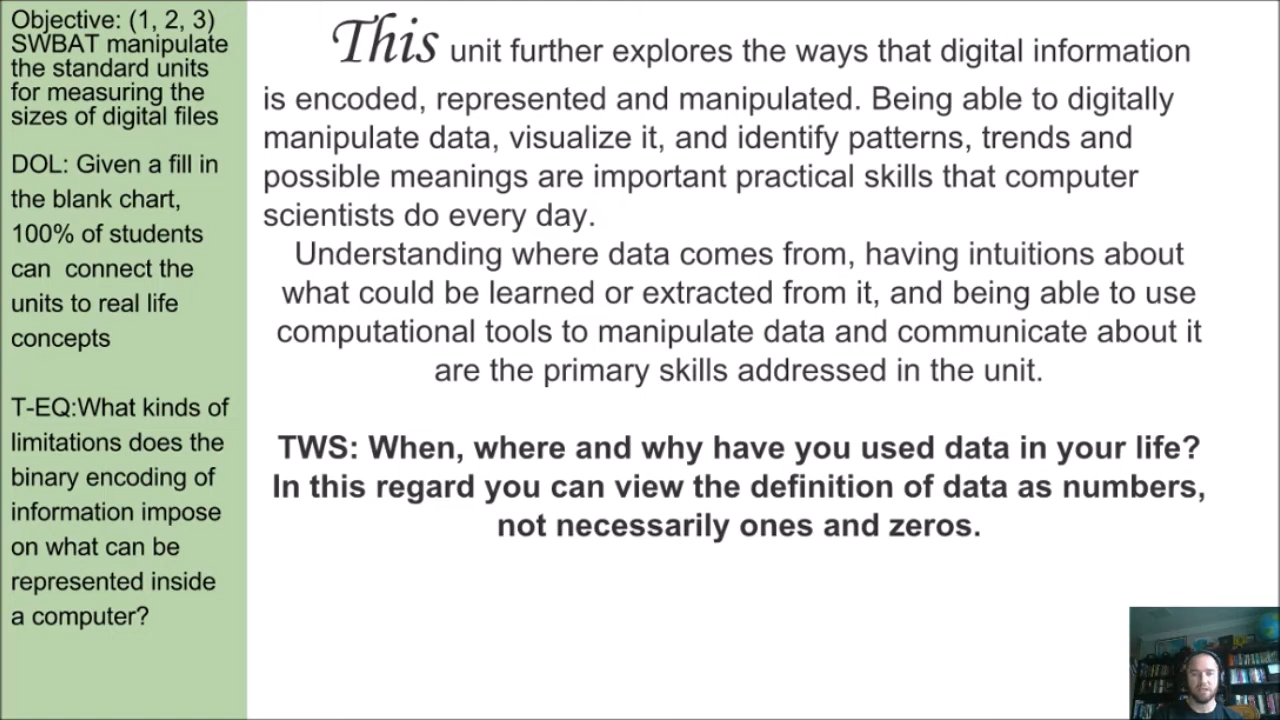 Objective: (1, 2, 3)
SWBAT manipulate
the standard units
for measuring the
sizes of digital files
DOL: Given a fill in
the blank chart,
100% of students
can connect the
units to real life
concepts
T-EQ:What kinds of
limitations does the
binary encoding of
information impose
on what can be
represented inside
a computer?
This unit further explores the ways that digital information
is encoded, represented and manipulated. Being able to digitally
manipulate data, visualize it, and identify patterns, trends and
possible meanings are important practical skills that computer
scientists do every day.
Understanding where data comes from, having intuitions about
what could be learned or extracted from it, and being able to use
computational tools to manipulate data and communicate about it
are the primary skills addressed in the unit.
TWS: When, where and why have you used data in your life?
In this regard you can view the definition of data as numbers,
not necessarily ones and zeros.